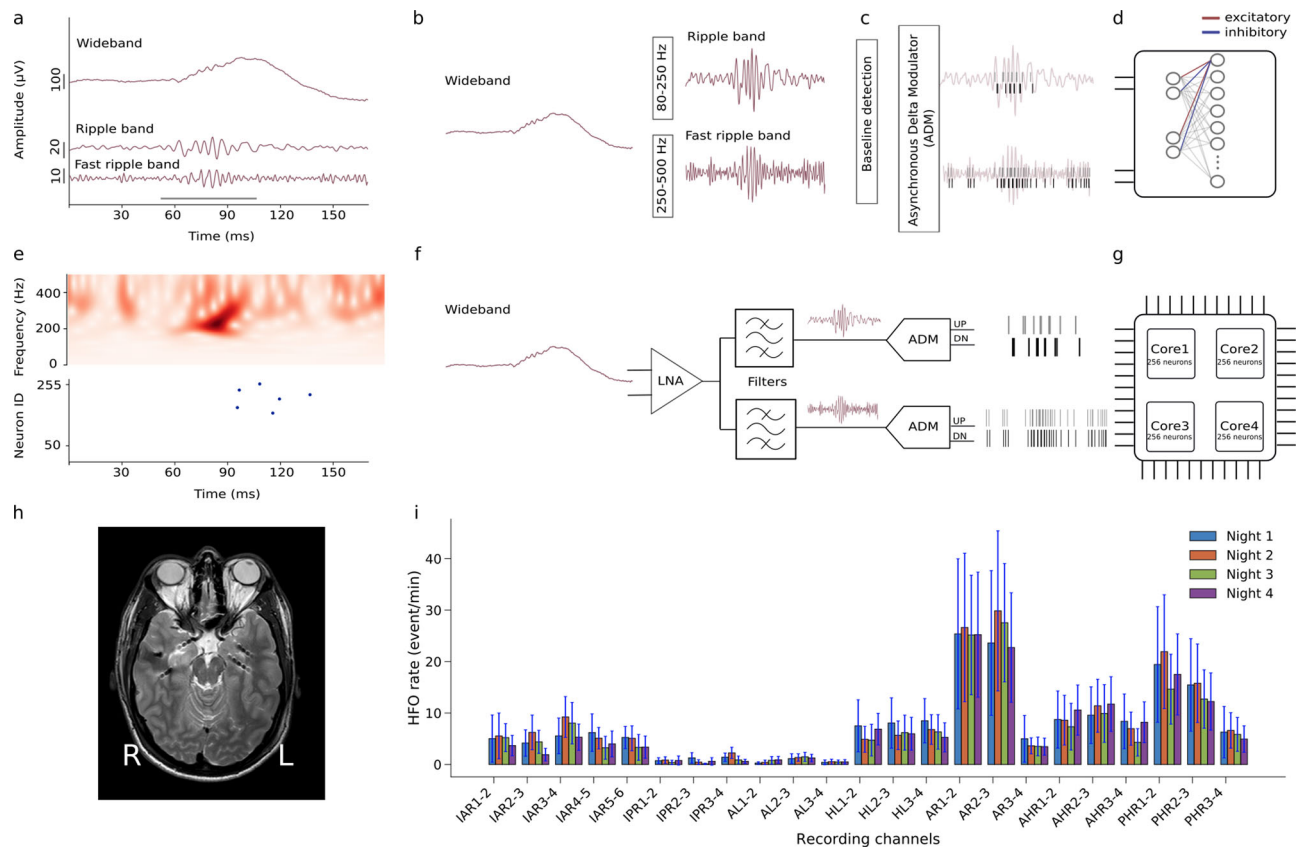 a
Wideband
100
Amplitude (μV)
Ripple band
20
Fast ripple band
10
30 60 90 120 150
Time (ms)
b
Wideband
80-250 Hz
Ripple band
250-500 Hz
Fast ripple band
c
Baseline detection
Asynchronous Delta Modulator
(ADM)
d
excitatory
inhibitory
e
Frequency (Hz)
400
200
0
Neuron ID
255
50
30 60 90 120 150
Time (ms)
f
Wideband
LNA
Filters
ADM
UP
DN
ADM
UP
DN
g
Core1
256 neurons
Core2
256 neurons
Core3
256 neurons
Core4
256 neurons
h
R L
i
HFO rate (event/min)
40
30
20
10
0
Night 1
Night 2
Night 3
Night 4
IAR1-2
IAR2-3
IAR3-4
IAR4-5
IAR5-6
IPR1-2
IPR2-3
IPR3-4
AL1-2
AL2-3
AL3-4
HL1-2
HL2-3
HL3-4
AR1-2
AR2-3
AR3-4
AHR1-2
AHR2-3
AHR3-4
PHR1-2
PHR2-3
PHR3-4
Recording channels